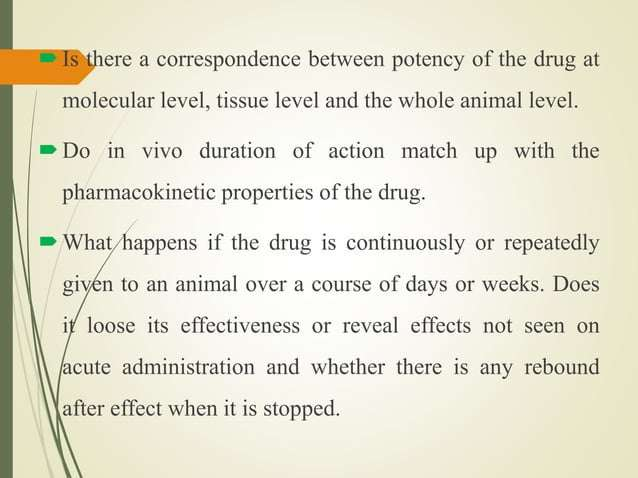 Is there a correspondence between potency of the drug at
molecular level, tissue level and the whole animal level.
Do in vivo duration of action match up with the
pharmacokinetic properties of the drug.
What happens if the drug is continuously or repeatedly
given to an animal over a course of days or weeks. Does
it loose its effectiveness or reveal effects not seen on
acute administration and whether there is any rebound
after effect when it is stopped.